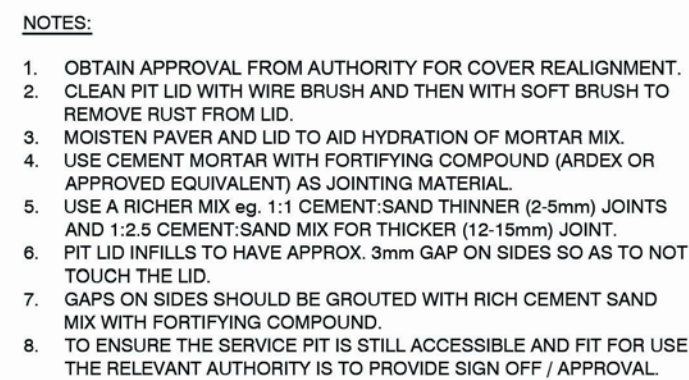 NOTES:
1. OBTAIN APPROVAL FROM AUTHORITY FOR COVER REALIGNMENT.
2. CLEAN PIT LID WITH WIRE BRUSH AND THEN WITH SOFT BRUSH TO
REMOVE RUST FROM LID.
3. MOISTEN PAVER AND LID TO AID HYDRATION OF MORTAR MIX.
4. USE CEMENT MORTAR WITH FORTIFYING COMPOUND (ARDEX OR
APPROVED EQUIVALENT) AS JOINTING MATERIAL.
5. USE A RICHER MIX eg. 1:1 CEMENT:SAND THINNER (2-5mm) JOINTS
AND 1:2.5 CEMENT:SAND MIX FOR THICKER (12-15mm) JOINT.
6. PIT LID INFILLS TO HAVE APPROX. 3mm GAP ON SIDES SO AS TO NOT
TOUCH THE LID.
7. GAPS ON SIDES SHOULD BE GROUTED WITH RICH CEMENT SAND
MIX WITH FORTIFYING COMPOUND.
8. TO ENSURE THE SERVICE PIT IS STILL ACCESSIBLE AND FIT FOR USE
THE RELEVANT AUTHORITY IS TO PROVIDE SIGN OFF / APPROVAL.